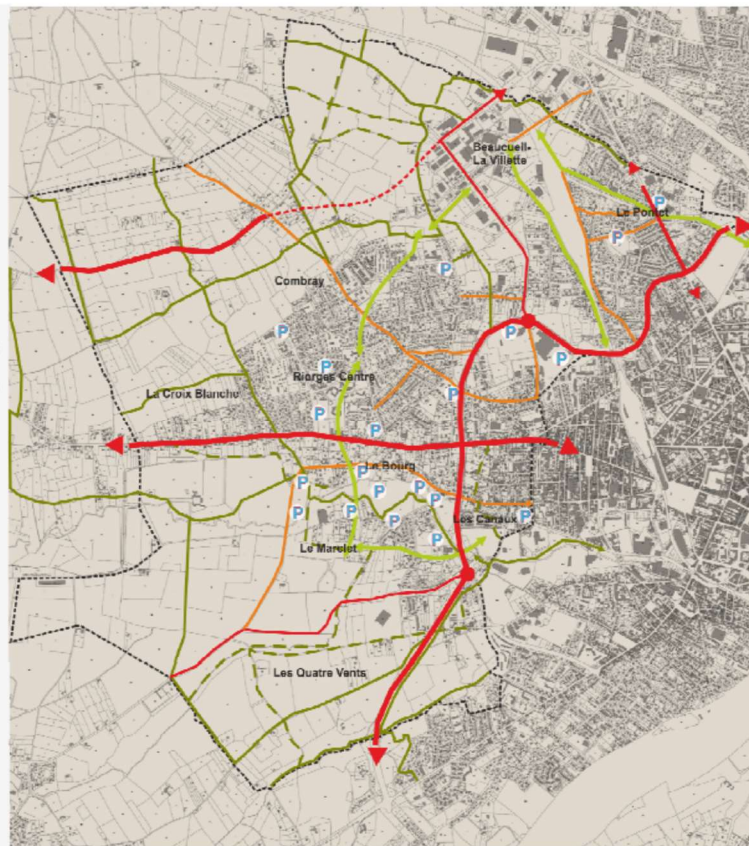 Beaucueil-
La Villette
P
Le Pontet
P
P
Combray
P
P
P
P
Riorges Centre
P
La Croix Blanche
P
P
P
Le Bourg
P
P
P
P
P
P
P
P
P
Les Canaux
P
Le Marclet
Les Quatre Vents